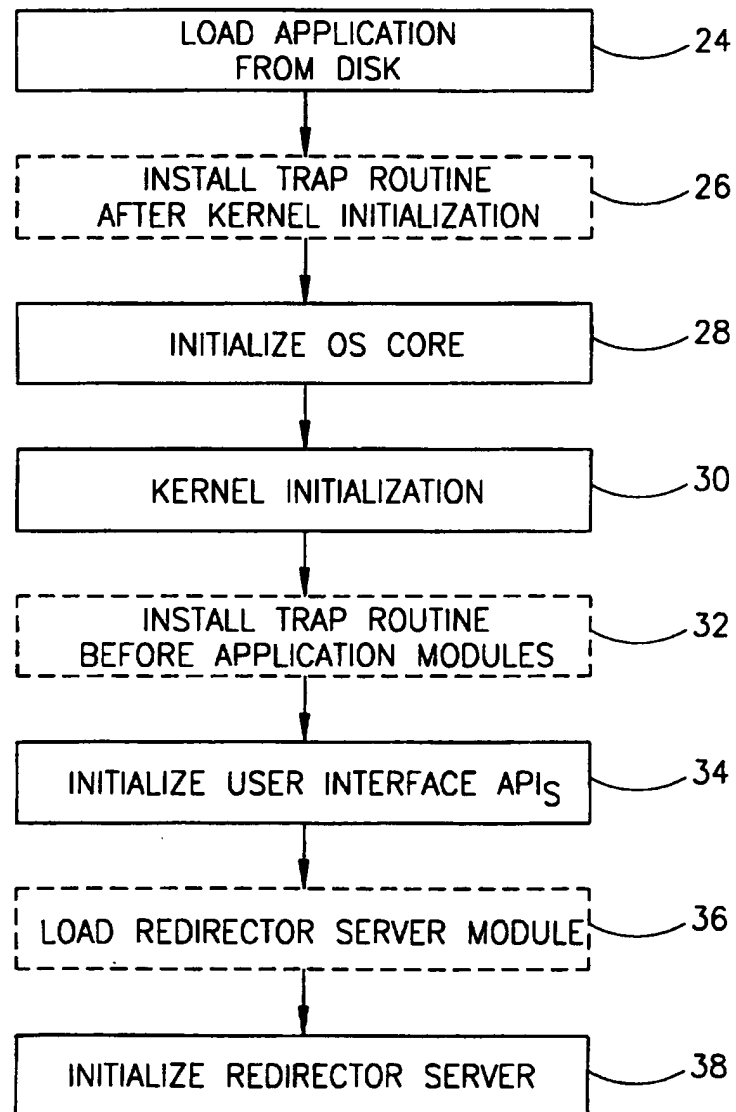 LOAD APPLICATION
FROM DISK
24
INSTALL TRAP ROUTINE
AFTER KERNEL INITIALIZATION
26
INITIALIZE OS CORE
28
KERNEL INITIALIZATION
30
INSTALL TRAP ROUTINE
BEFORE APPLICATION MODULES
32
INITIALIZE USER INTERFACE APIS
34
LOAD REDIRECTOR SERVER MODULE
36
INITIALIZE REDIRECTOR SERVER
38